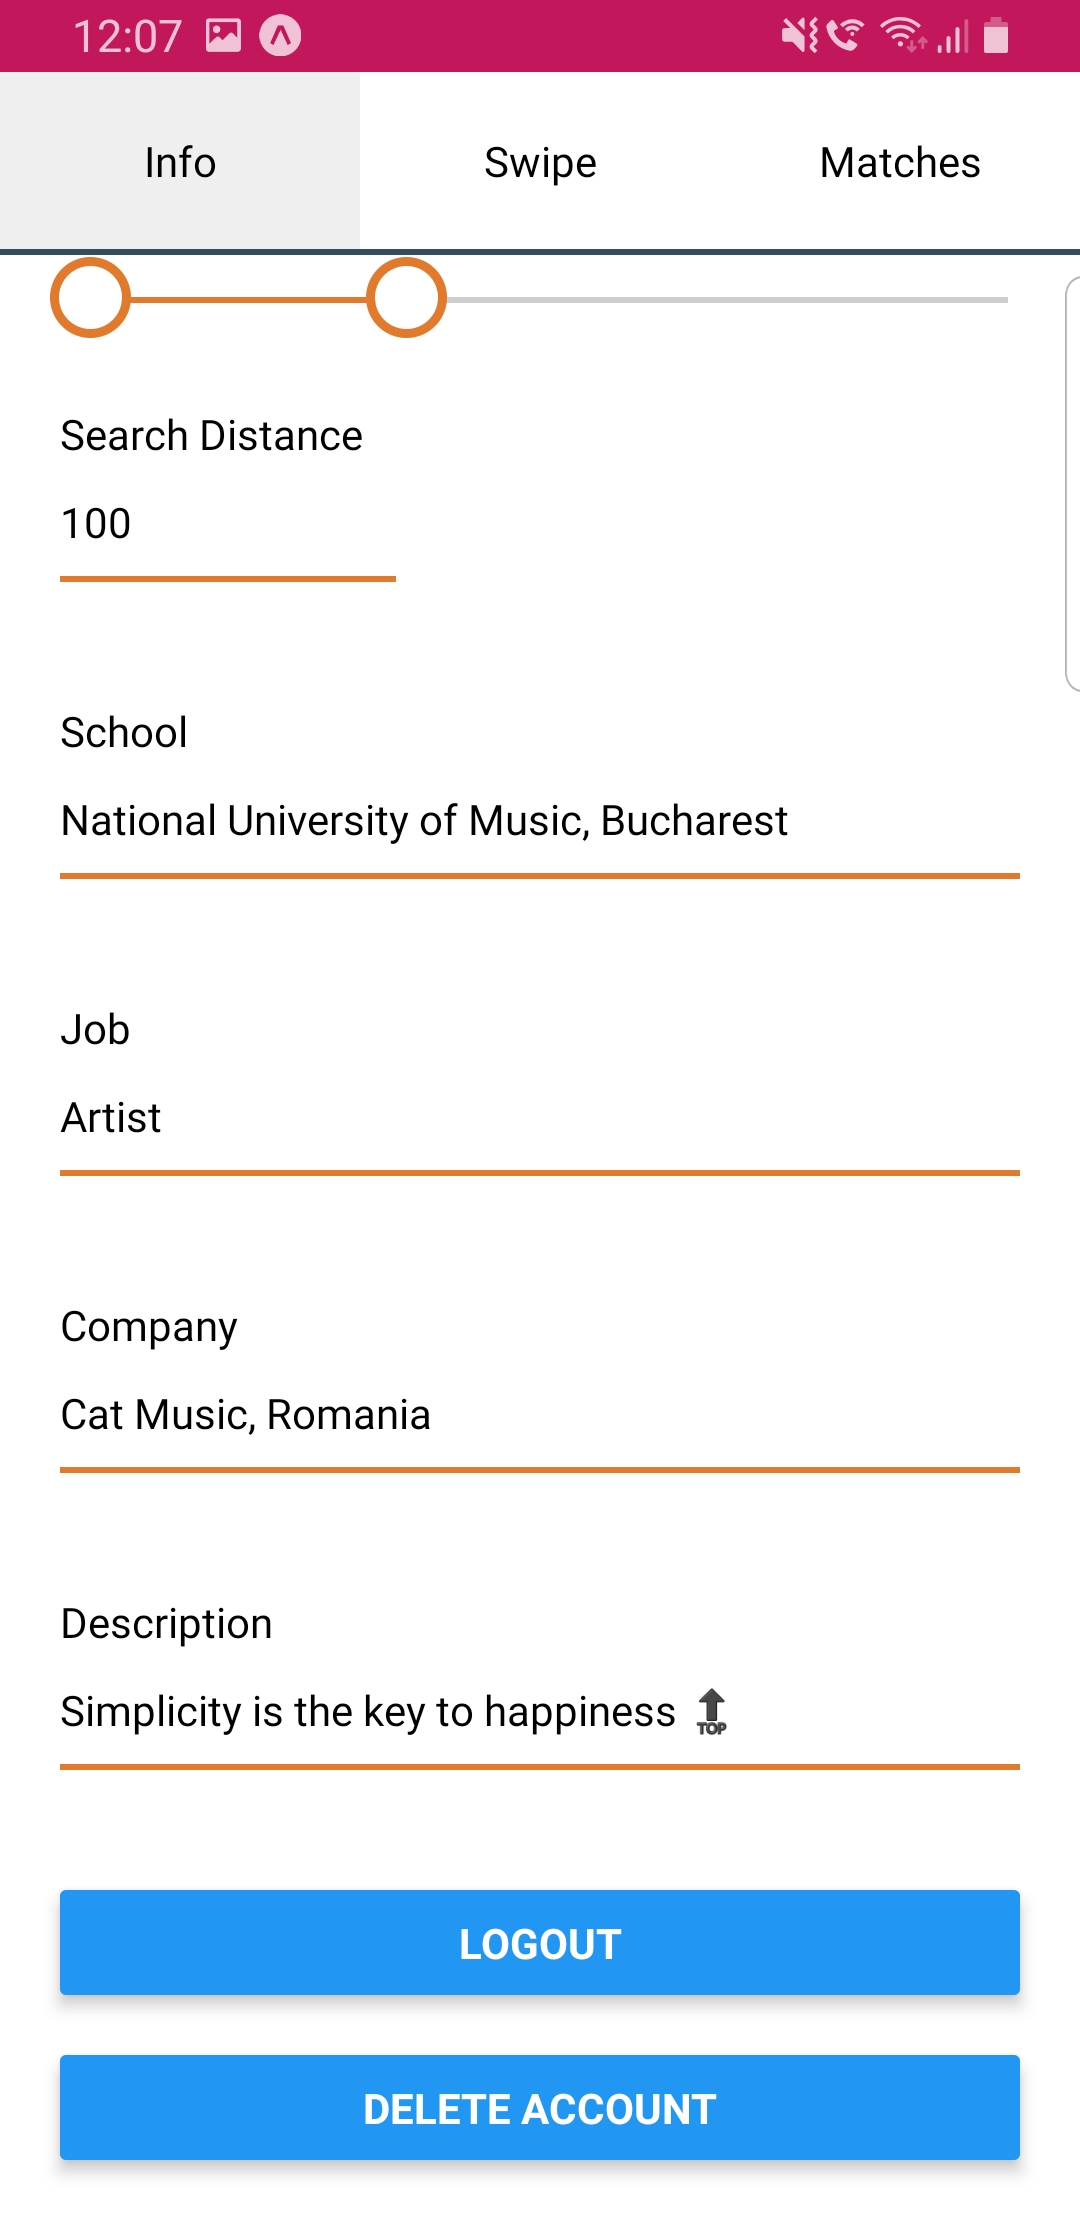 12:07
Info Swipe Matches
Search Distance
100
School
National University of Music, Bucharest
Job
Artist
Company
Cat Music, Romania
Description
Simplicity is the key to happiness 🔝
LOGOUT
DELETE ACCOUNT